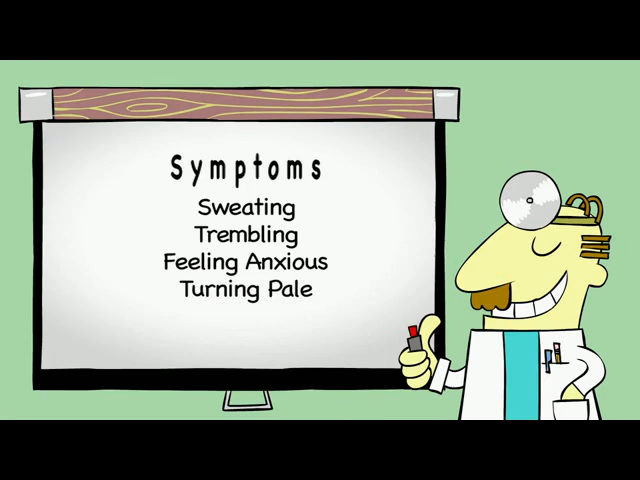 Symptoms
Sweating
Trembling
Feeling Anxious
Turning Pale